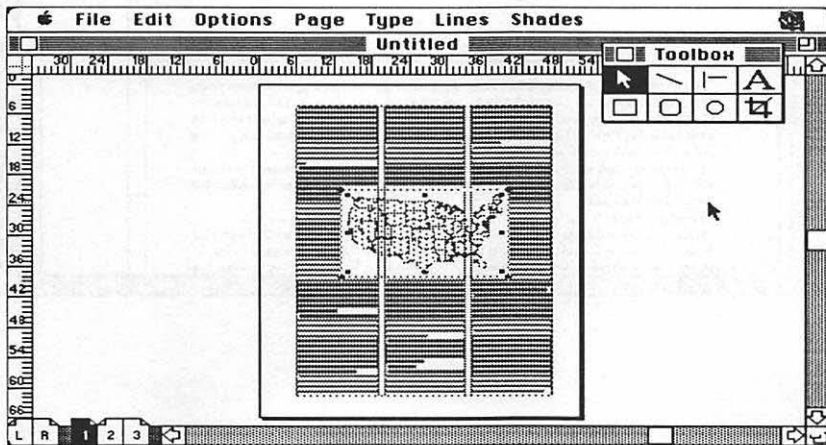 File Edit Options Page Type Lines Shades
Untitled
Toolbox
30 24 18 12 6 0 6 12 18 24 30 36 42 48 54
A
0
6
12
18
24
30
36
42
48
54
60
66
L R 1 2 3